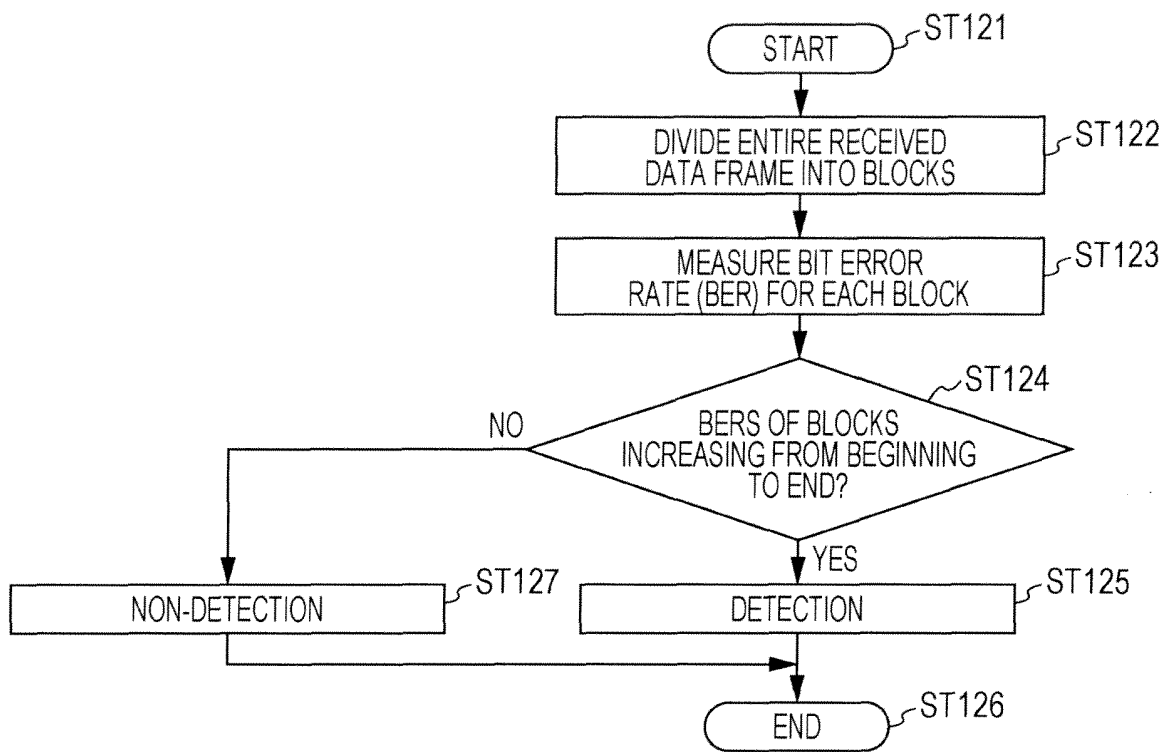 START
ST121
DIVIDE ENTIRE RECEIVED
DATA FRAME INTO BLOCKS
ST122
MEASURE BIT ERROR
RATE (BER) FOR EACH BLOCK
ST123
BERS OF BLOCKS
INCREASING FROM BEGINNING
TO END?
ST124
NO
YES
NON-DETECTION
ST127
DETECTION
ST125
END
ST126